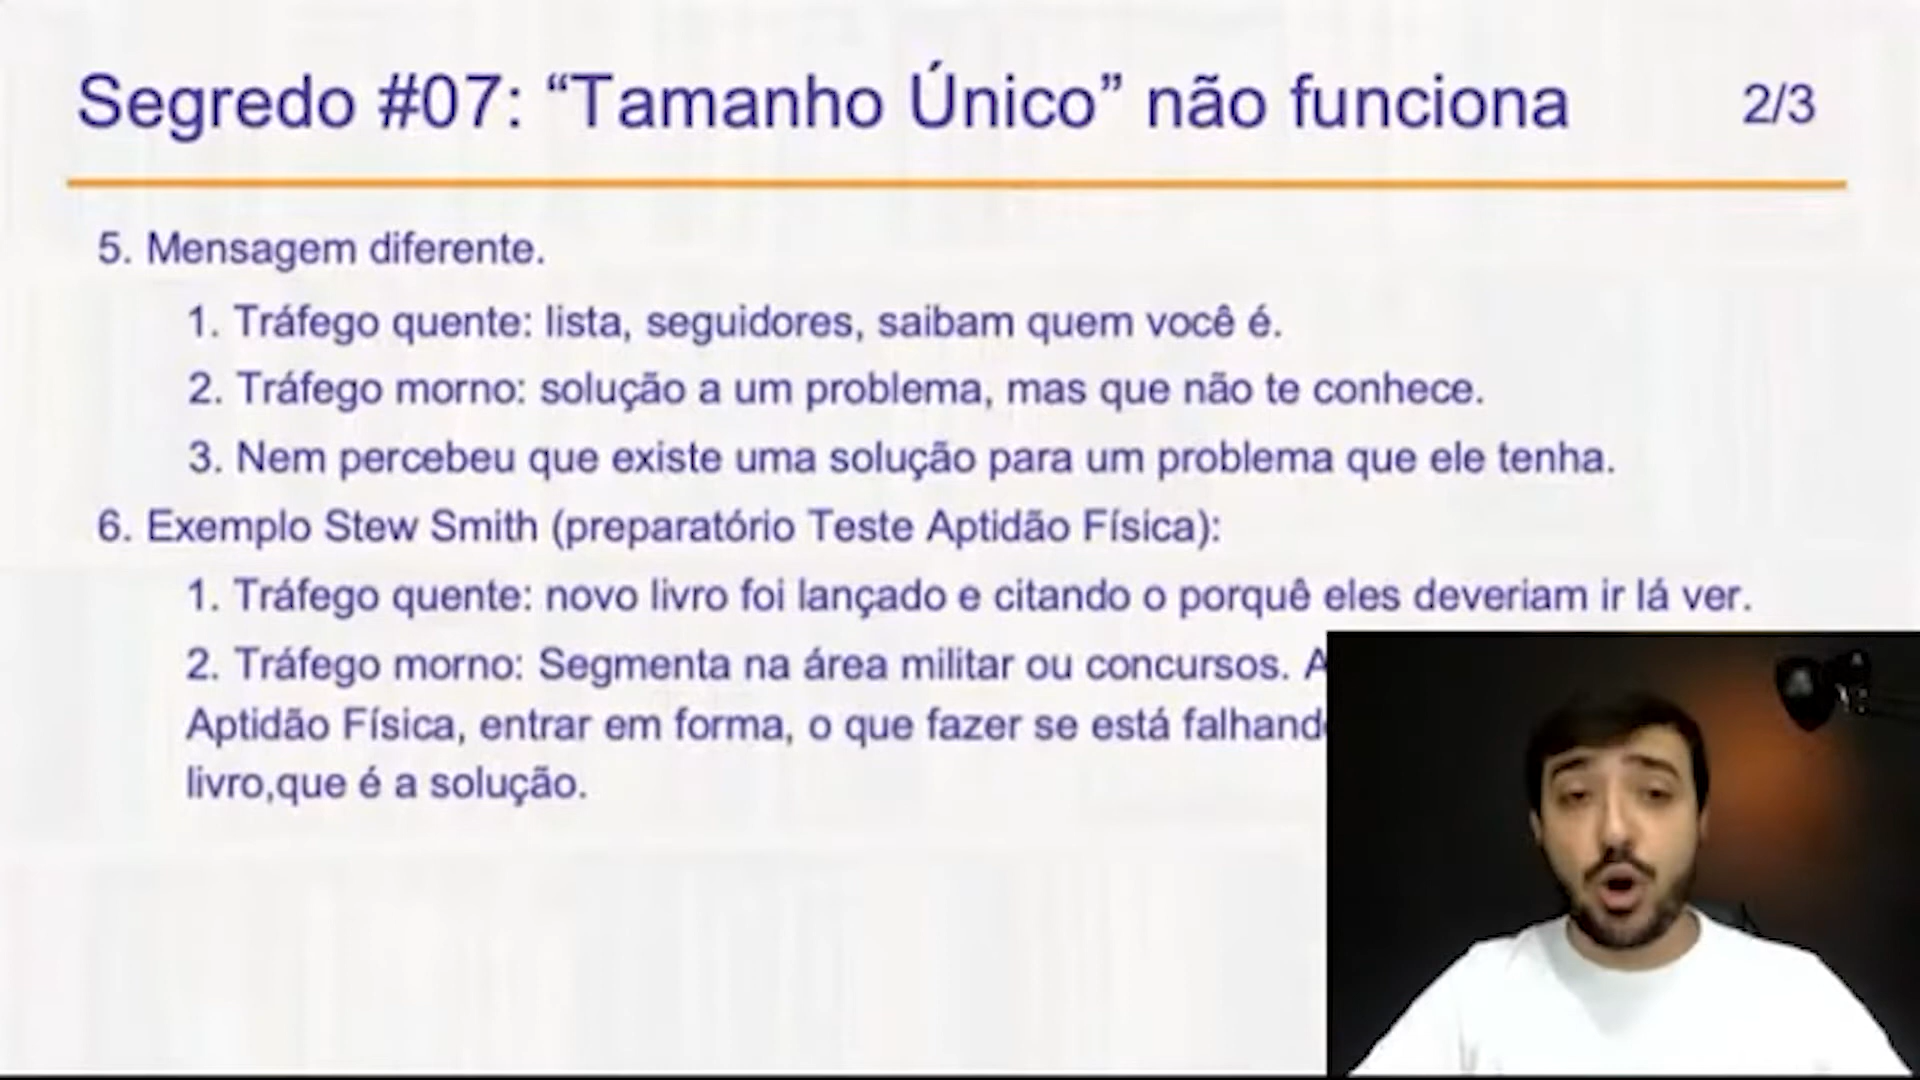 Segredo #07: “Tamanho Único” não funciona 2/3
5. Mensagem diferente.
1. Tráfego quente: lista, seguidores, saibam quem você é.
2. Tráfego morno: solução a um problema, mas que não te conhece.
3. Nem percebeu que existe uma solução para um problema que ele tenha.
6. Exemplo Stew Smith (preparatório Teste Aptidão Física):
1. Tráfego quente: novo livro foi lançado e citando o porquê eles deveriam ir lá ver.
2. Tráfego morno: Segmenta na área militar ou concursos.
Aptidão Física, entrar em forma, o que fazer se está
livro,que é a solução.